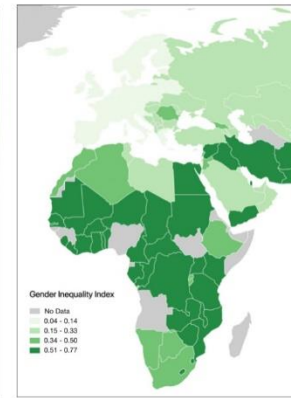 Gender Inequality Index
No Data
0.04 - 0.14
0.15 - 0.33
0.34 - 0.50
0.51 - 0.77